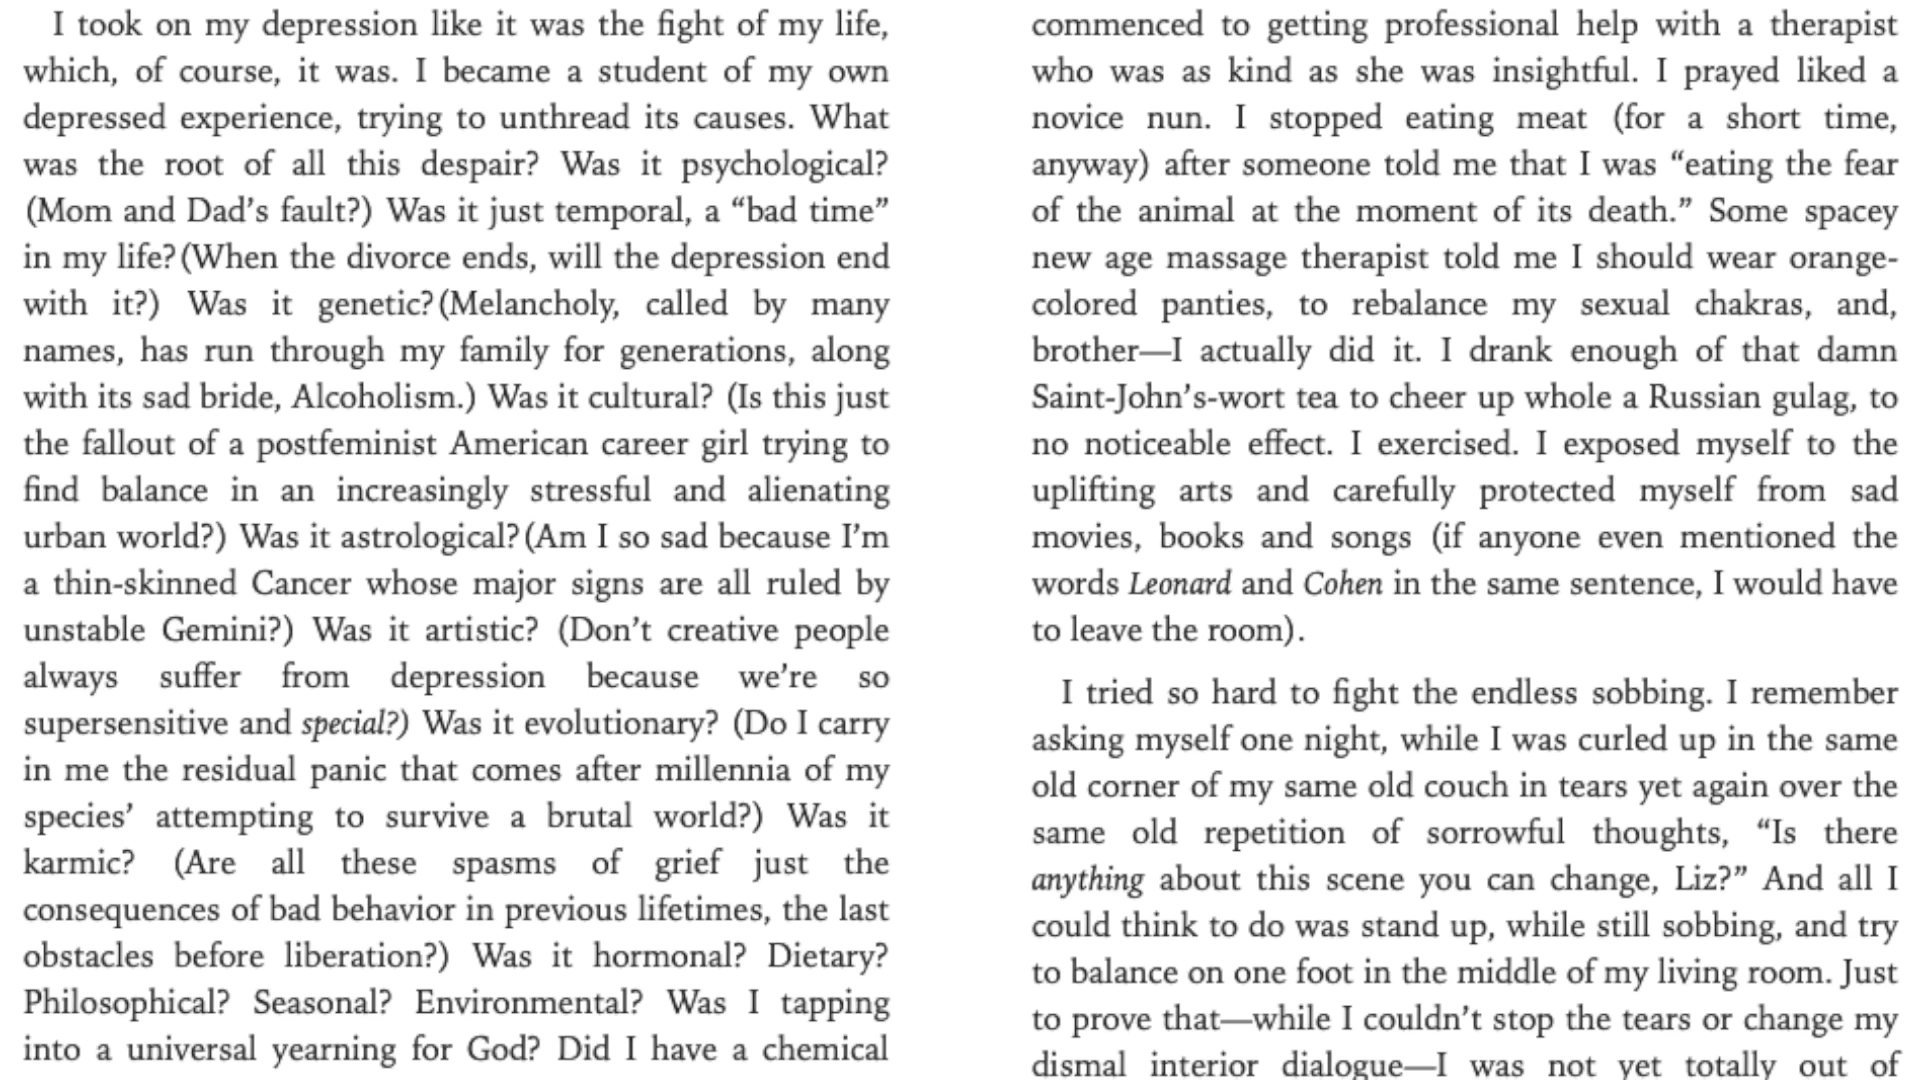 I took on my depression like it was the fight of my life,
which, of course, it was. I became a student of my own
depressed experience, trying to unthread its causes. What
was the root of all this despair? Was it psychological?
(Mom and Dad’s fault?) Was it just temporal, a “bad time”
in my life?(When the divorce ends, will the depression end
with it?) Was it genetic?(Melancholy, called by many
names, has run through my family for generations, along
with its sad bride, Alcoholism.) Was it cultural? (Is this just
the fallout of a postfeminist American career girl trying to
find balance in an increasingly stressful and alienating
urban world?) Was it astrological?(Am I so sad because I’m
a thin-skinned Cancer whose major signs are all ruled by
unstable Gemini?) Was it artistic? (Don’t creative people
always suffer from depression because we’re so
supersensitive and special?) Was it evolutionary? (Do I carry
in me the residual panic that comes after millennia of my
species’ attempting to survive a brutal world?) Was it
karmic? (Are all these spasms of grief just the
consequences of bad behavior in previous lifetimes, the last
obstacles before liberation?) Was it hormonal? Dietary?
Philosophical? Seasonal? Environmental? Was I tapping
into a universal yearning for God? Did I have a chemical
commenced to getting professional help with a therapist
who was as kind as she was insightful. I prayed liked a
novice nun. I stopped eating meat (for a short time,
anyway) after someone told me that I was “eating the fear
of the animal at the moment of its death.” Some spacey
new age massage therapist told me I should wear orange-
colored panties, to rebalance my sexual chakras, and,
brother—I actually did it. I drank enough of that damn
Saint-John’s-wort tea to cheer up whole a Russian gulag, to
no noticeable effect. I exercised. I exposed myself to the
uplifting arts and carefully protected myself from sad
movies, books and songs (if anyone even mentioned the
words Leonard and Cohen in the same sentence, I would have
to leave the room).
I tried so hard to fight the endless sobbing. I remember
asking myself one night, while I was curled up in the same
old corner of my same old couch in tears yet again over the
same old repetition of sorrowful thoughts, “Is there
anything about this scene you can change, Liz?” And all I
could think to do was stand up, while still sobbing, and try
to balance on one foot in the middle of my living room. Just
to prove that—while I couldn’t stop the tears or change my
dismal interior dialogue—I was not yet totally out of